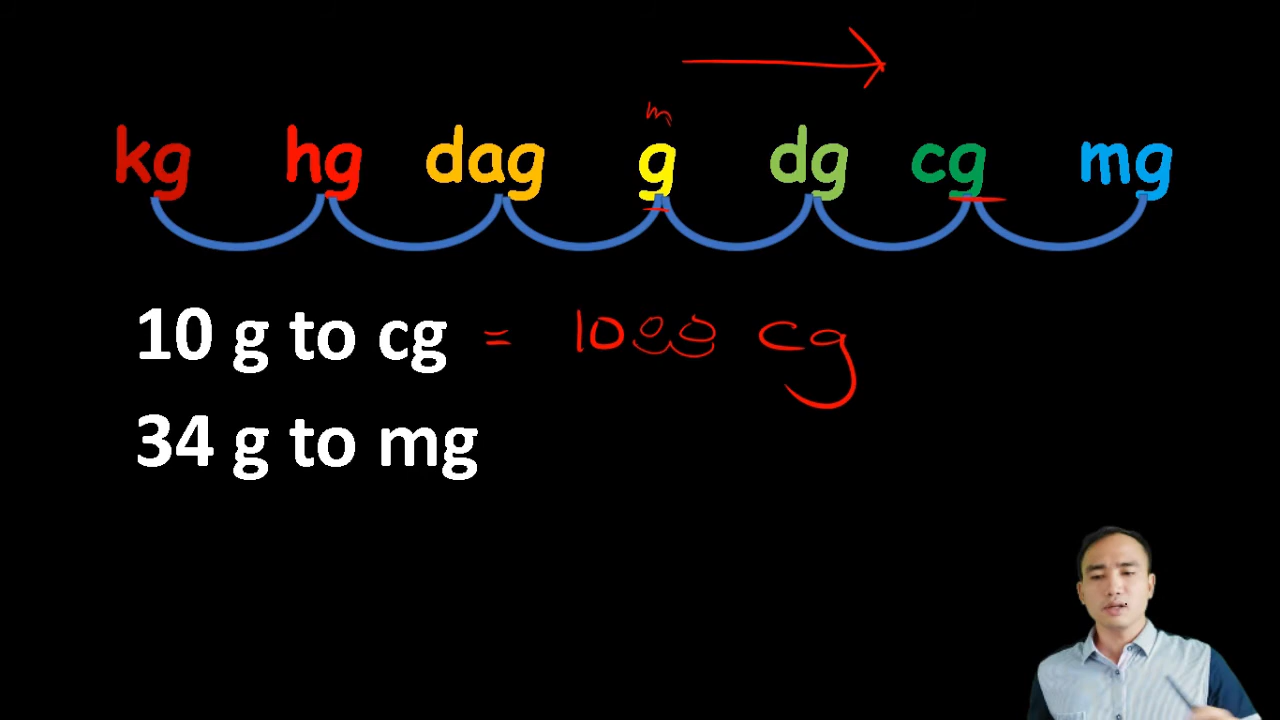 m
kg hg dag g dg cg mg
10 g to cg = 1000 cg
34 g to mg